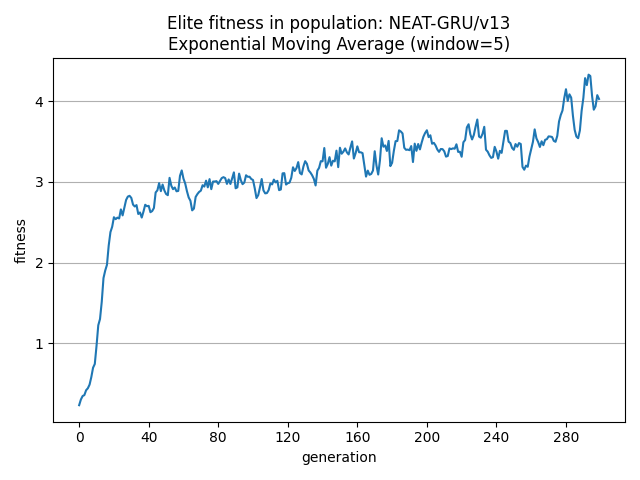 Elite fitness in population: NEAT-GRU/v13
Exponential Moving Average (window=5)
fitness
4
3
2
1
0 40 80 120 160 200 240 280
generation